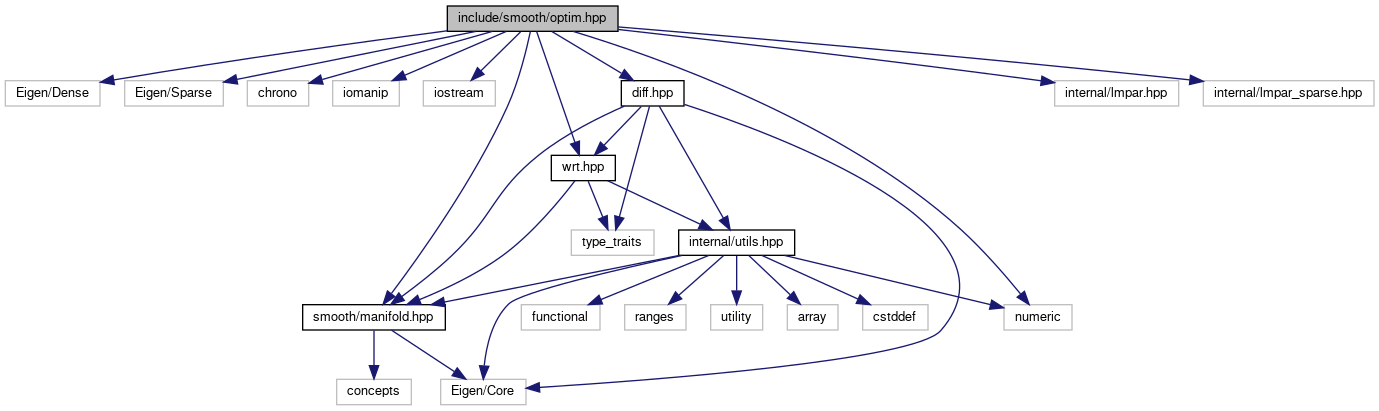 include/smooth/optim.hpp
Eigen/Dense
Eigen/Sparse
chrono
iomanip
iostream
diff.hpp
internal/lmpar.hpp
internal/lmpar_sparse.hpp
wrt.hpp
type_traits
internal/utils.hpp
smooth/manifold.hpp
functional
ranges
utility
array
cstddef
numeric
concepts
Eigen/Core